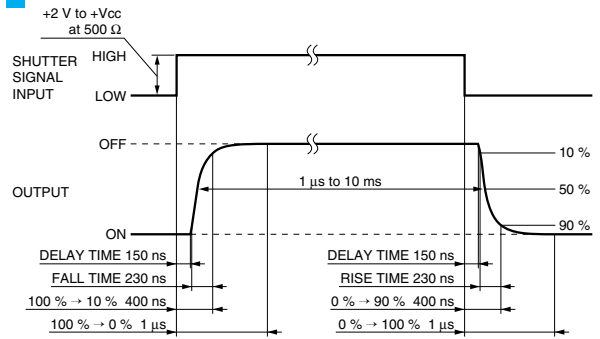 +2 V to +Vcc
at 500 Ω
SHUTTER
SIGNAL
INPUT
HIGH
LOW
OFF
10 %
OUTPUT
1 µs to 10 ms
50 %
ON
90 %
DELAY TIME 150 ns
DELAY TIME 150 ns
FALL TIME 230 ns
RISE TIME 230 ns
100 % → 10 % 400 ns
0 % → 90 % 400 ns
100 % → 0 % 1 µs
0 % → 100 % 1 µs